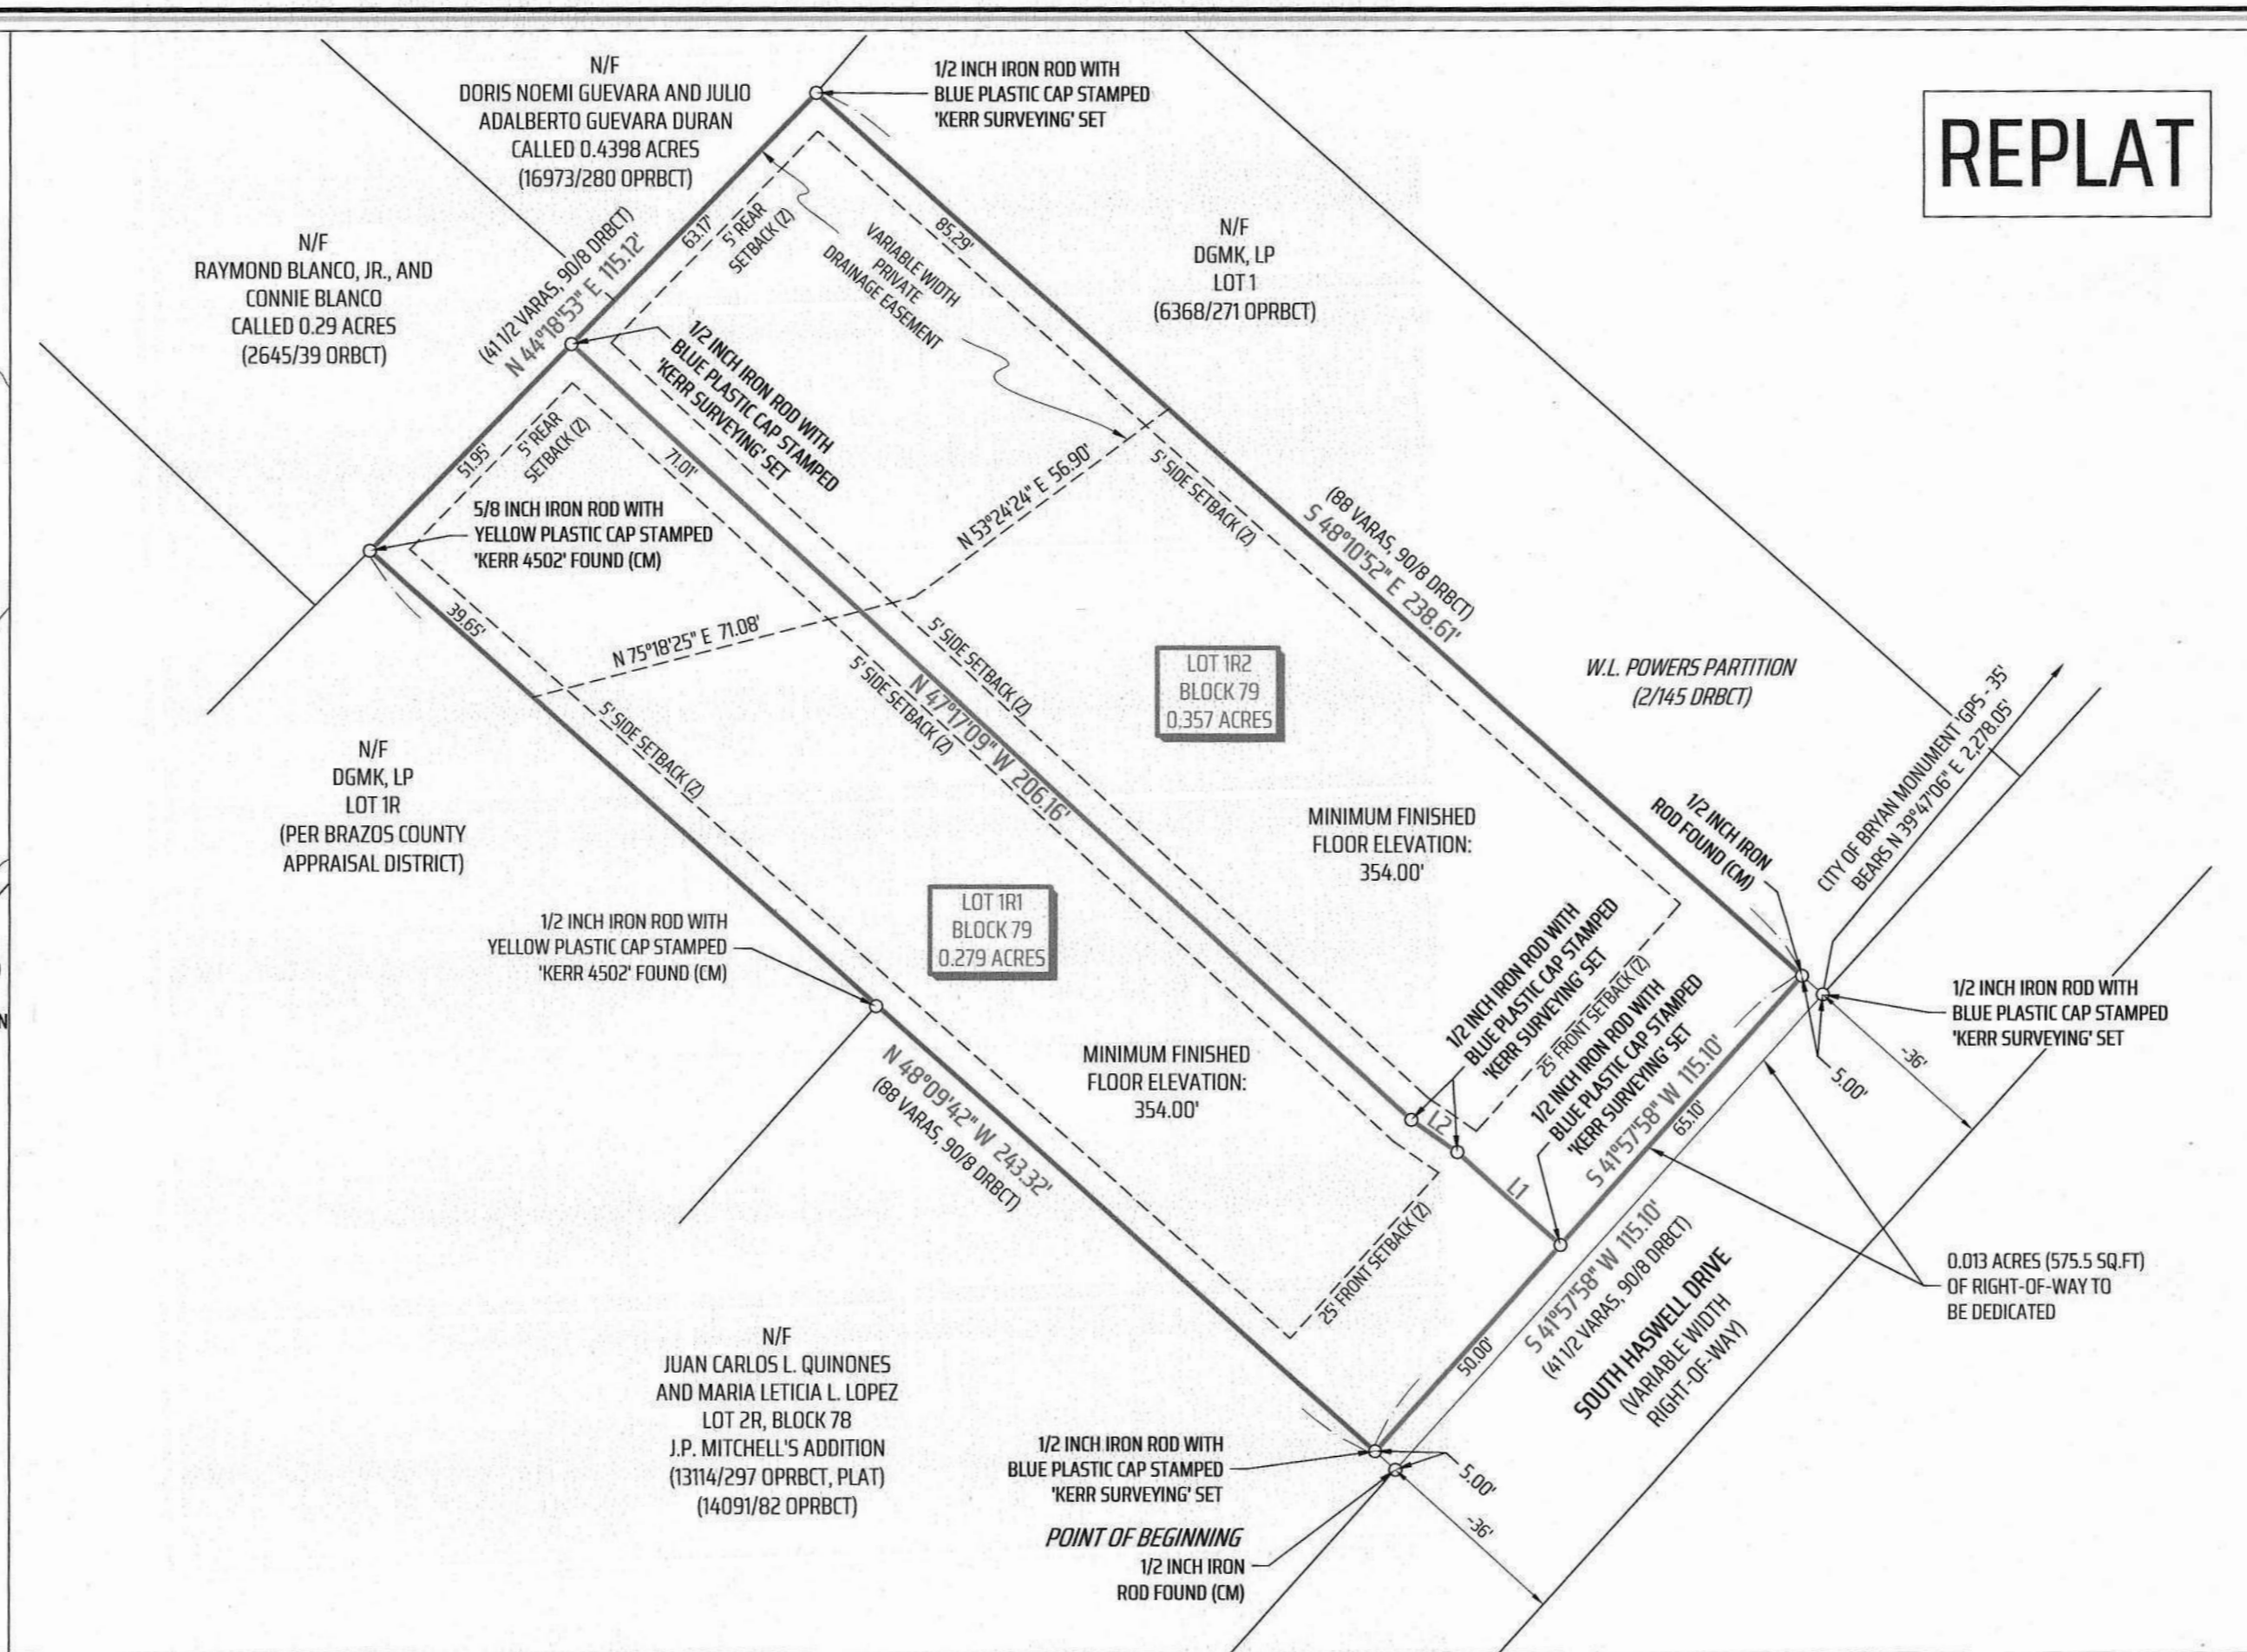 REPLAT
N/F
DORIS NOEMI GUEVARA AND JULIO
ADALBERTO GUEVARA DURAN
CALLED 0.4398 ACRES
(16973/280 OPRBCT)
1/2 INCH IRON ROD WITH
BLUE PLASTIC CAP STAMPED
'KERR SURVEYING' SET
N/F
RAYMOND BLANCO, JR., AND
CONNIE BLANCO
CALLED 0.29 ACRES
(2645/39 ORBCT)
(41 1/2 VARAS, 90/8 DRBCT)
N 44°18'53" E 115.12'
63.17'
5' REAR
SETBACK (Z)
VARIABLE WIDTH
PRIVATE
DRAINAGE EASEMENT
85.29'
N/F
DGMK, LP
LOT 1
(6368/271 OPRBCT)
1/2 INCH IRON ROD WITH
BLUE PLASTIC CAP STAMPED
'KERR SURVEYING' SET
51.95'
5' REAR
SETBACK (Z)
71.01'
5/8 INCH IRON ROD WITH
YELLOW PLASTIC CAP STAMPED
'KERR 4502' FOUND (CM)
N 53°24'24" E 56.90'
5' SIDE SETBACK (Z)
(88 VARAS, 90/8 DRBCT)
S 48°10'52" E 238.61'
39.65'
N 75°18'25" E 71.08'
5' SIDE SETBACK (Z)
5' SIDE SETBACK (Z)
N 47°17'09" W 206.16'
LOT 1R2
BLOCK 79
0.357 ACRES
W.L. POWERS PARTITION
(2/145 DRBCT)
CITY OF BRYAN MONUMENT 'GPS - 35'
BEARS N 39°47'06" E 2,278.05'
5' SIDE SETBACK (Z)
N/F
DGMK, LP
LOT 1R
(PER BRAZOS COUNTY
APPRAISAL DISTRICT)
MINIMUM FINISHED
FLOOR ELEVATION:
354.00'
1/2 INCH IRON
ROD FOUND (CM)
LOT 1R1
BLOCK 79
0.279 ACRES
1/2 INCH IRON ROD WITH
YELLOW PLASTIC CAP STAMPED
'KERR 4502' FOUND (CM)
1/2 INCH IRON ROD WITH
BLUE PLASTIC CAP STAMPED
'KERR SURVEYING' SET
25' FRONT SETBACK (Z)
1/2 INCH IRON ROD WITH
BLUE PLASTIC CAP STAMPED
'KERR SURVEYING' SET
1/2 INCH IRON ROD WITH
BLUE PLASTIC CAP STAMPED
'KERR SURVEYING' SET
~36'
5.00'
N
MINIMUM FINISHED
FLOOR ELEVATION:
354.00'
N 48°09'42" W 243.32'
(88 VARAS, 90/8 DRBCT)
L2
L1
S 41°57'58" W 115.10'
65.10'
25' FRONT SETBACK (Z)
50.00'
S 41°57'58" W 115.10'
(41 1/2 VARAS, 90/8 DRBCT)
SOUTH HASWELL DRIVE
(VARIABLE WIDTH
RIGHT-OF-WAY)
0.013 ACRES (575.5 SQ.FT)
OF RIGHT-OF-WAY TO
BE DEDICATED
N/F
JUAN CARLOS L. QUINONES
AND MARIA LETICIA L. LOPEZ
LOT 2R, BLOCK 78
J.P. MITCHELL'S ADDITION
(13114/297 OPRBCT, PLAT)
(14091/82 OPRBCT)
1/2 INCH IRON ROD WITH
BLUE PLASTIC CAP STAMPED
'KERR SURVEYING' SET
5.00'
~36'
POINT OF BEGINNING
1/2 INCH IRON
ROD FOUND (CM)